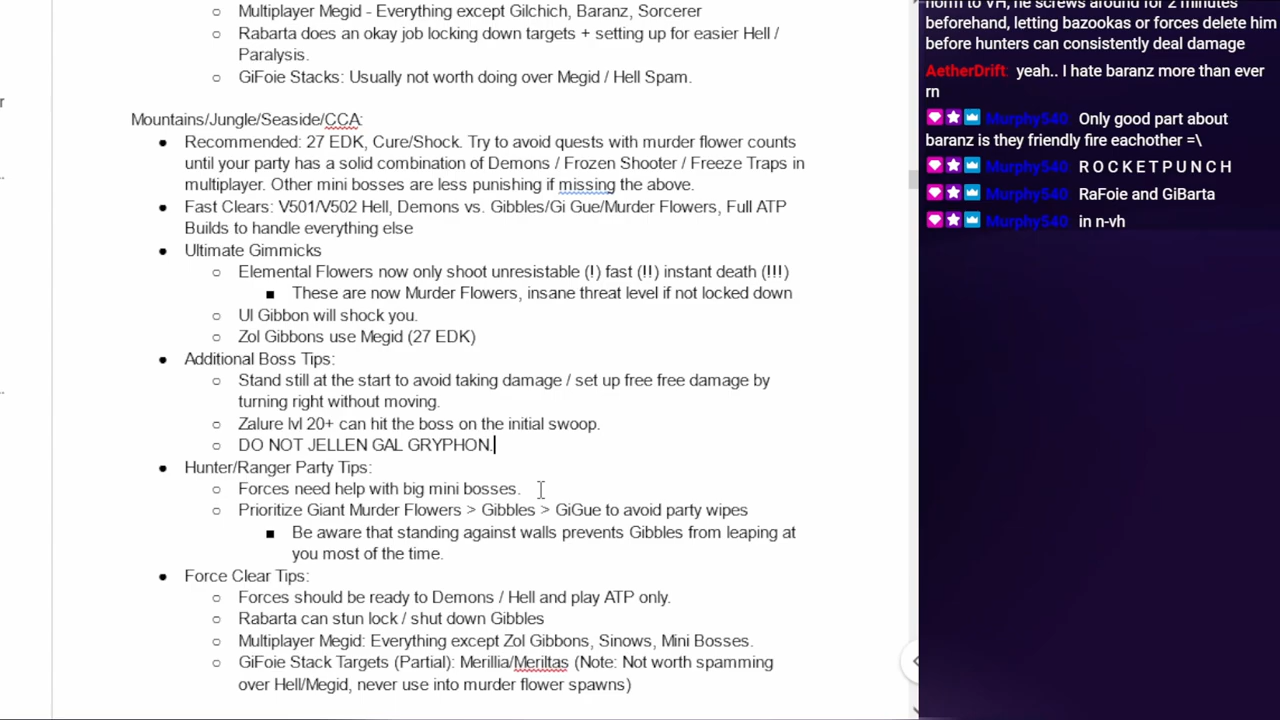 Multiplayer Megid - Everything except Gilchich, Baranz, Sorcerer
Rabarta does an okay job locking down targets + setting up for easier Hell /
Paralysis.
GiFoie Stacks: Usually not worth doing over Megid / Hell Spam.
Mountains/Jungle/Seaside/CCA:
Recommended: 27 EDK, Cure/Shock. Try to avoid quests with murder flower counts
until your party has a solid combination of Demons / Frozen Shooter / Freeze Traps in
multiplayer. Other mini bosses are less punishing if missing the above.
Fast Clears: V501/V502 Hell, Demons vs. Gibbles/Gi Gue/Murder Flowers, Full ATP
Builds to handle everything else
Ultimate Gimmicks
Elemental Flowers now only shoot unresistable (!) fast (!!) instant death (!!!)
These are now Murder Flowers, insane threat level if not locked down
Ul Gibbon will shock you.
Zol Gibbons use Megid (27 EDK)
Additional Boss Tips:
Stand still at the start to avoid taking damage / set up free free damage by
turning right without moving.
Zalure lvl 20+ can hit the boss on the initial swoop.
DO NOT JELLEN GAL GRYPHON.
Hunter/Ranger Party Tips:
Forces need help with big mini bosses.
Prioritize Giant Murder Flowers > Gibbles > GiGue to avoid party wipes
Be aware that standing against walls prevents Gibbles from leaping at
you most of the time.
Force Clear Tips:
Forces should be ready to Demons / Hell and play ATP only.
Rabarta can stun lock / shut down Gibbles
Multiplayer Megid: Everything except Zol Gibbons, Sinows, Mini Bosses.
GiFoie Stack Targets (Partial): Merillia/Meriltas (Note: Not worth spamming
over Hell/Megid, never use into murder flower spawns)
norm to VH, he screws around for 2 minutes
beforehand, letting bazookas or forces delete him
before hunters can consistently deal damage
AetherDrift: yeah.. I hate baranz more than ever
rn
Murphy540: Only good part about
baranz is they friendly fire eachother =\
Murphy540: R O C K E T P U N C H
Murphy540: RaFoie and GiBarta
Murphy540: in n-vh